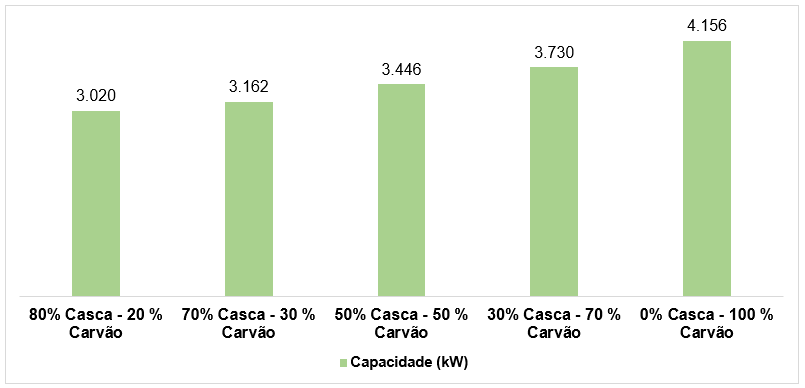 3.020
3.162
3.446
3.730
4.156
80% Casca - 20 %
Carvão
70% Casca - 30 %
Carvão
50% Casca - 50 %
Carvão
30% Casca - 70 %
Carvão
0% Casca - 100 %
Carvão
Capacidade (kW)